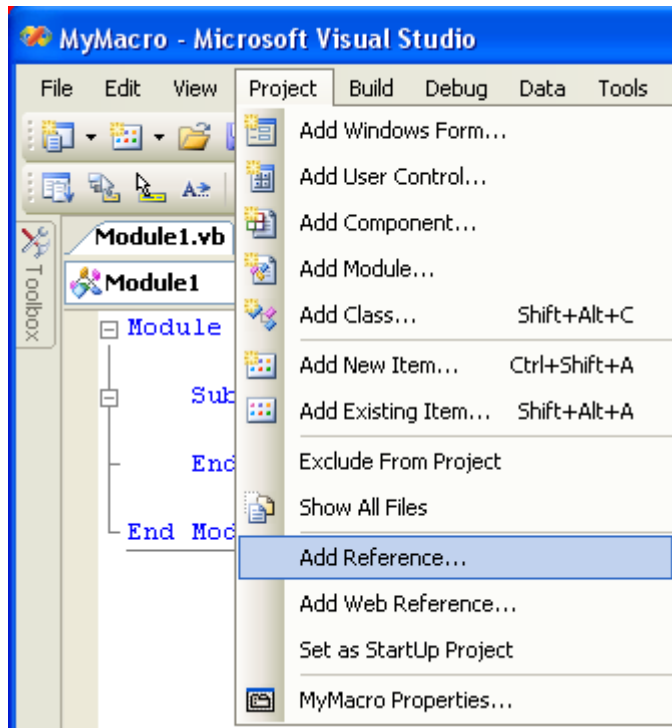 MyMacro - Microsoft Visual Studio
File Edit View Project Build Debug Data Tools
Add Windows Form...
Add User Control...
Add Component...
Add Module...
Add Class... Shift+Alt+C
Add New Item... Ctrl+Shift+A
Add Existing Item... Shift+Alt+A
Exclude From Project
Show All Files
Add Reference...
Add Web Reference...
Set as StartUp Project
MyMacro Properties...
Toolbox
Module1.vb
Module1
Module
Sub
End
End Mod